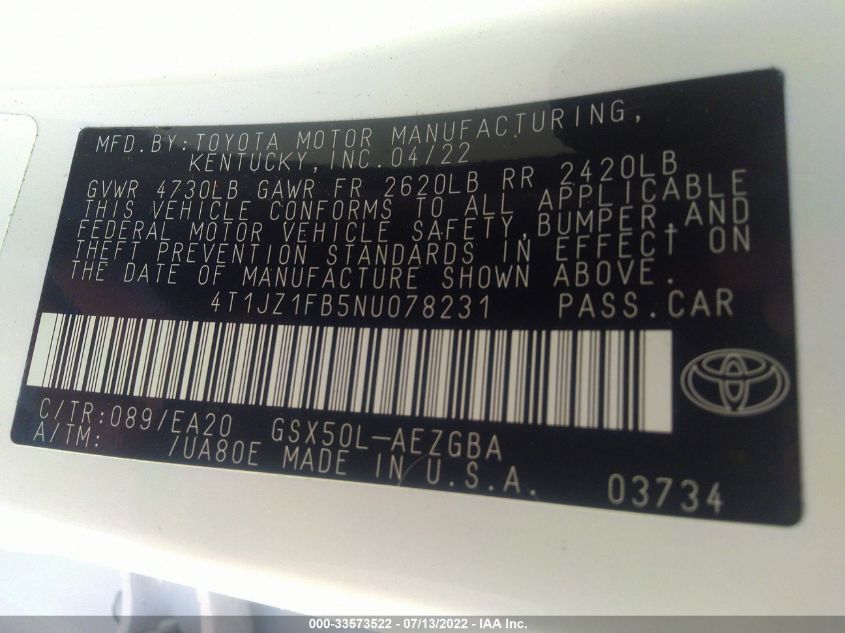 MFD.BY:TOYOTA MOTOR MANUFACTURING,
KENTUCKY,INC.04/22
GVWR 4730LB GAWR FR 2620LB RR 2420LB
THIS VEHICLE CONFORMS TO ALL APPLICABLE
FEDERAL MOTOR VEHICLE SAFETY,BUMPER,AND
THEFT PREVENTION STANDARDS IN EFFECT ON
THE DATE OF MANUFACTURE SHOWN ABOVE.
4T1JZ1FB5NU078231 PASS.CAR
C/TR:089/EA20 GSX50L-AEZGBA
A/TM: /UA80E MADE IN U.S.A.
03734
000-33573522 - 07/13/2022 - IAA Inc.